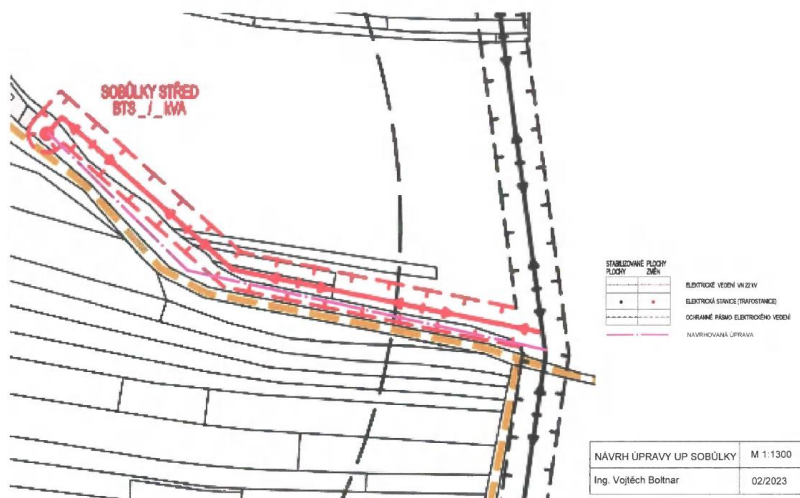 SOBŮLKY STŘED
BTS _/_ kVA
STABILIZOVANÉ PLOCHY
PLOCHY ZMĚN
ELEKTRICKÉ VEDENÍ VN 22 kV
ELEKTRICKÁ STANICE (TRAFOSTANICE)
OCHRANNÉ PÁSMO ELEKTRICKÉHO VEDENÍ
NAVRHOVANÁ ÚPRAVA
NÁVRH ÚPRAVY UP SOBŮLKY M 1:1300
Ing. Vojtěch Boltnar 02/2023